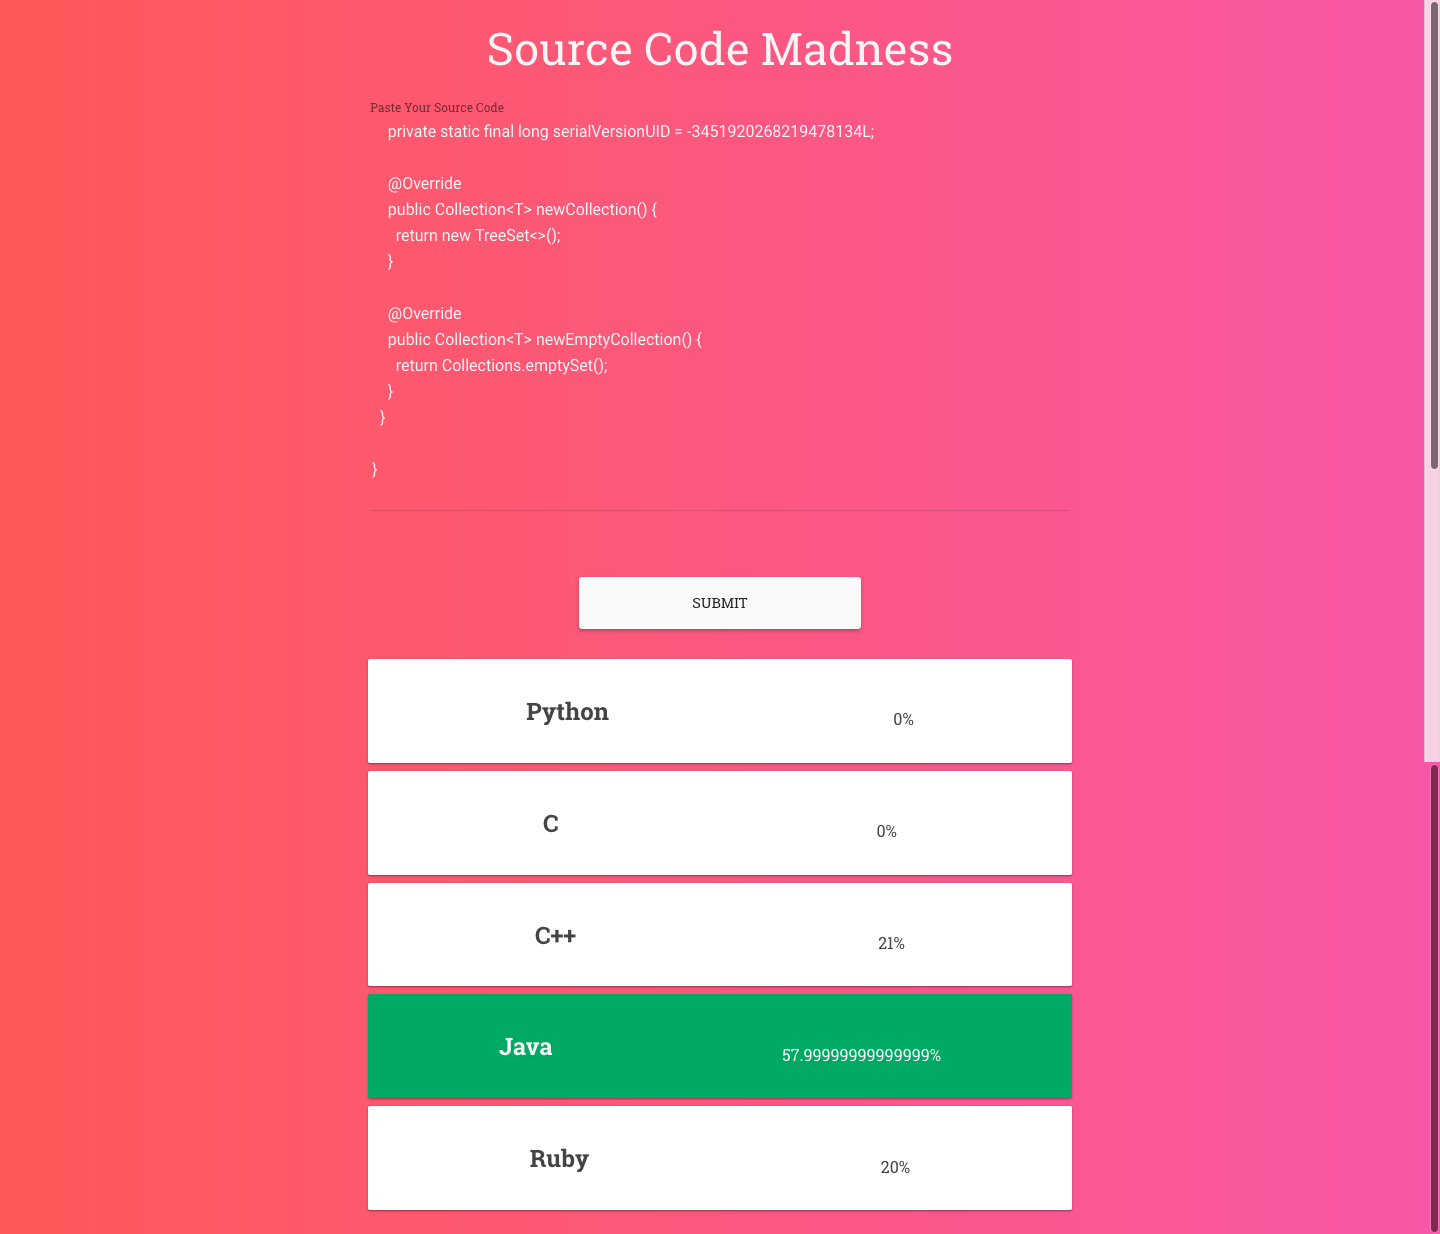 Source Code Madness
Paste Your Source Code
private static final long serialVersionUID = -3451920268219478134L;
@Override
public Collection<T> newCollection() {
return new TreeSet<>();
}
@Override
public Collection<T> newEmptyCollection() {
return Collections.emptySet();
}
}
}
SUBMIT
Python 0%
C 0%
C++ 21%
Java 57.99999999999999%
Ruby 20%